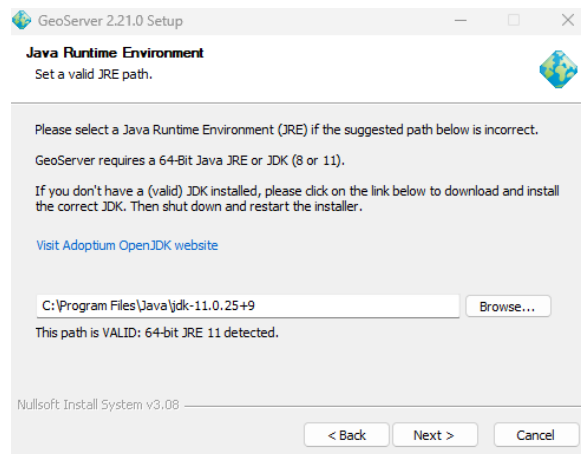 GeoServer 2.21.0 Setup
Java Runtime Environment
Set a valid JRE path.
Please select a Java Runtime Environment (JRE) if the suggested path below is incorrect.
GeoServer requires a 64-Bit Java JRE or JDK (8 or 11).
If you don't have a (valid) JDK installed, please click on the link below to download and install
the correct JDK. Then shut down and restart the installer.
Visit Adoptium OpenJDK website
C:\Program Files\Java\jdk-11.0.25+9
Browse...
This path is VALID: 64-bit JRE 11 detected.
Nullsoft Install System v3.08
< Back Next > Cancel